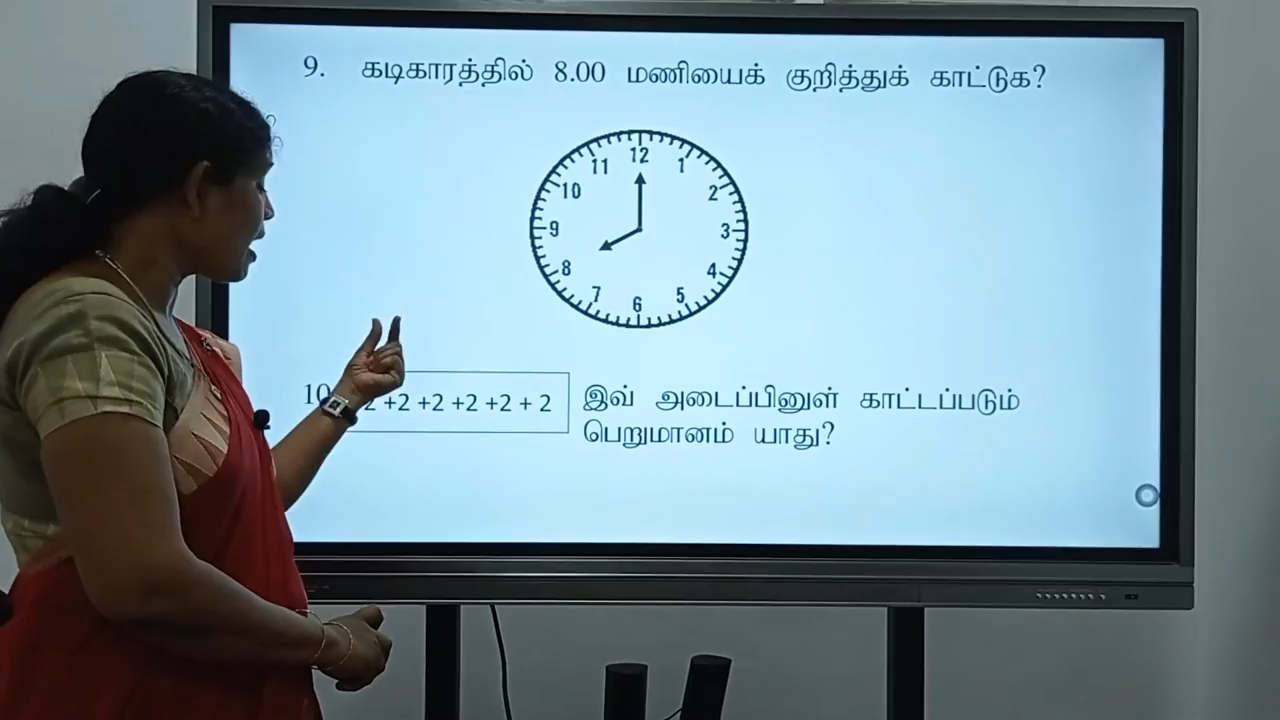 9. கடிகாரத்தில் 8.00 மணியைக் குறித்துக் காட்டுக?
12
11 1
10 2
9 3
8 4
7 5
6
10 2 +2 +2 +2 +2 + 2 இவ் அடைப்பினுள் காட்டப்படும்
பெறுமானம் யாது?